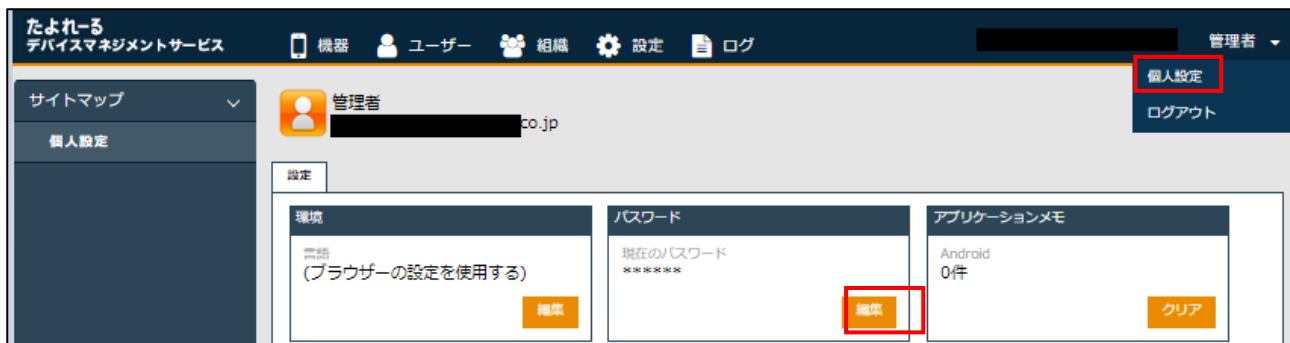 たよれーる
デバイスマネジメントサービス
機器 ユーザー 組織 設定 ログ
管理者
個人設定
ログアウト
サイトマップ
個人設定
管理者
co.jp
設定
環境
言語
(ブラウザーの設定を使用する)
編集
パスワード
現在のパスワード
******
編集
アプリケーションメモ
Android
0件
クリア